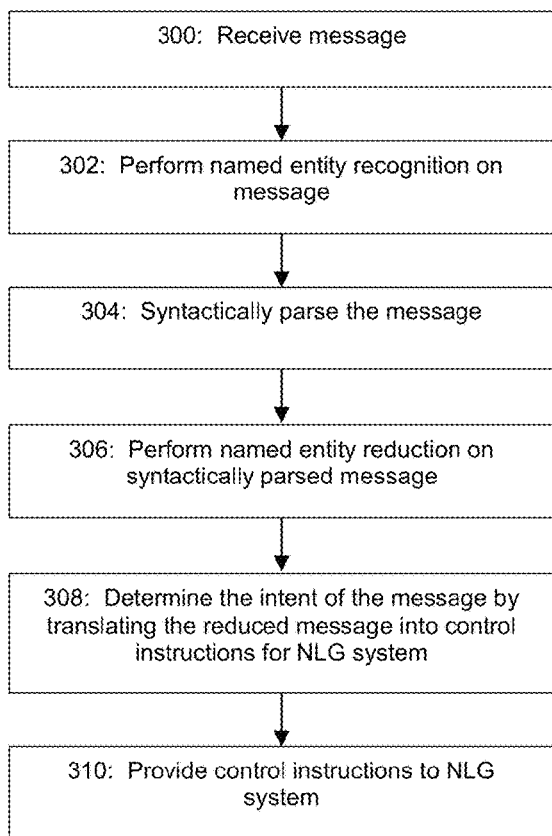 300: Receive message
302: Perform named entity recognition on
message
304: Syntactically parse the message
306: Perform named entity reduction on
syntactically parsed message
308: Determine the intent of the message by
translating the reduced message into control
instructions for NLG system
310: Provide control instructions to NLG
system